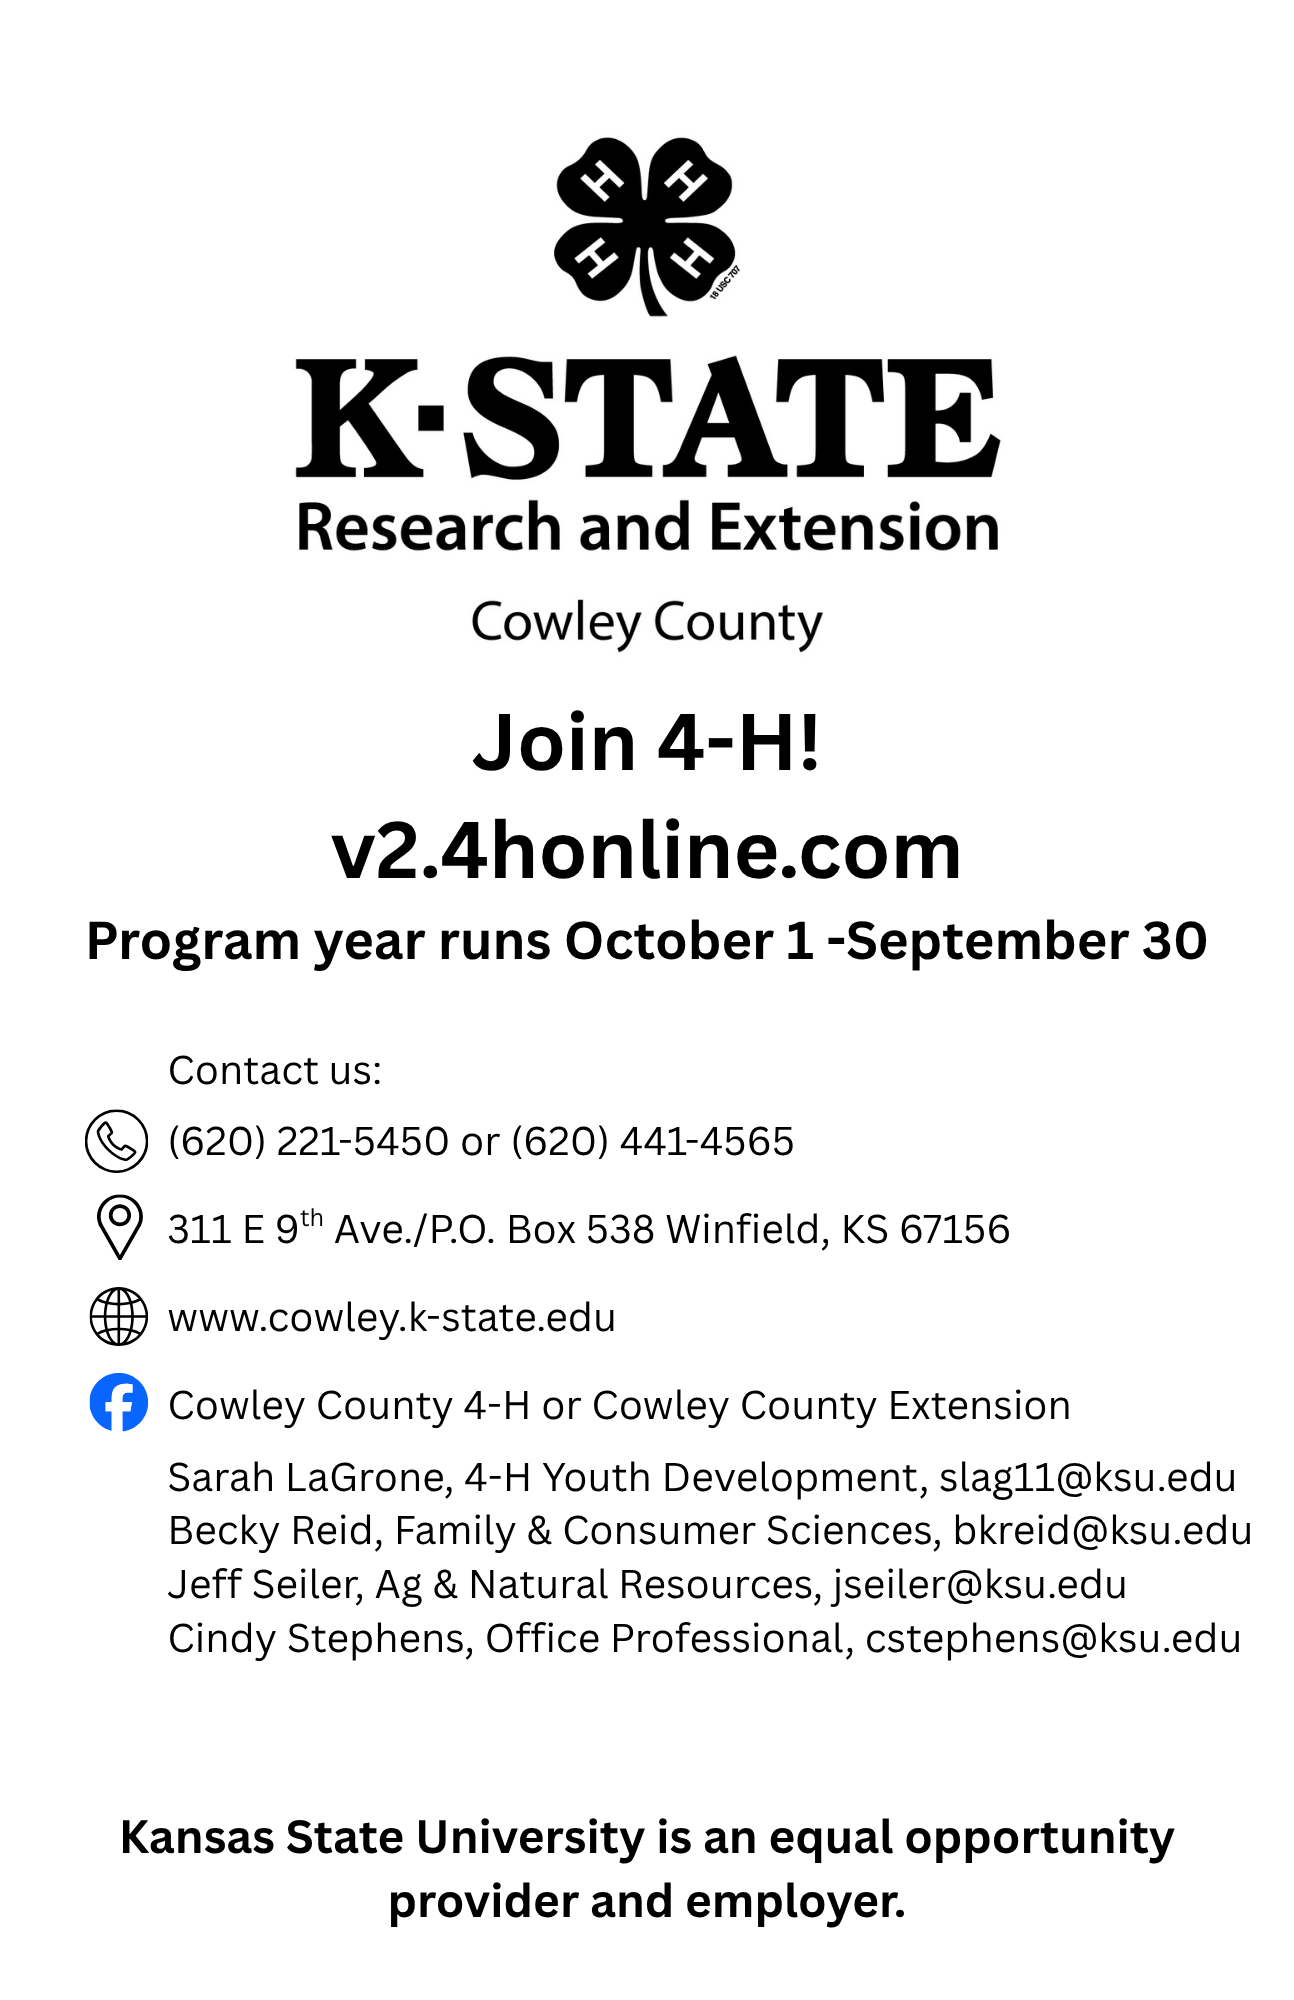 H H
H H
18 USC 707
K-STATE
Research and Extension
Cowley County
Join 4-H!
v2.4honline.com
Program year runs October 1 -September 30
Contact us:
(620) 221-5450 or (620) 441-4565
311 E 9th Ave./P.O. Box 538 Winfield, KS 67156
www.cowley.k-state.edu
Cowley County 4-H or Cowley County Extension
Sarah LaGrone, 4-H Youth Development, slag11@ksu.edu
Becky Reid, Family & Consumer Sciences, bkreid@ksu.edu
Jeff Seiler, Ag & Natural Resources, jseiler@ksu.edu
Cindy Stephens, Office Professional, cstephens@ksu.edu
Kansas State University is an equal opportunity
provider and employer.